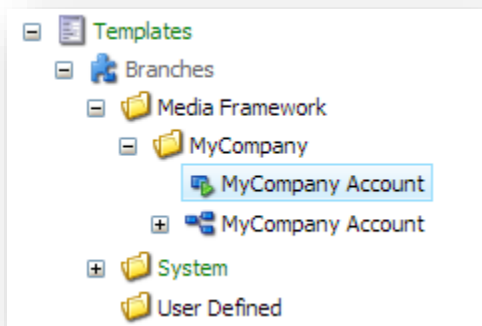 Templates
Branches
Media Framework
MyCompany
MyCompany Account
MyCompany Account
System
User Defined